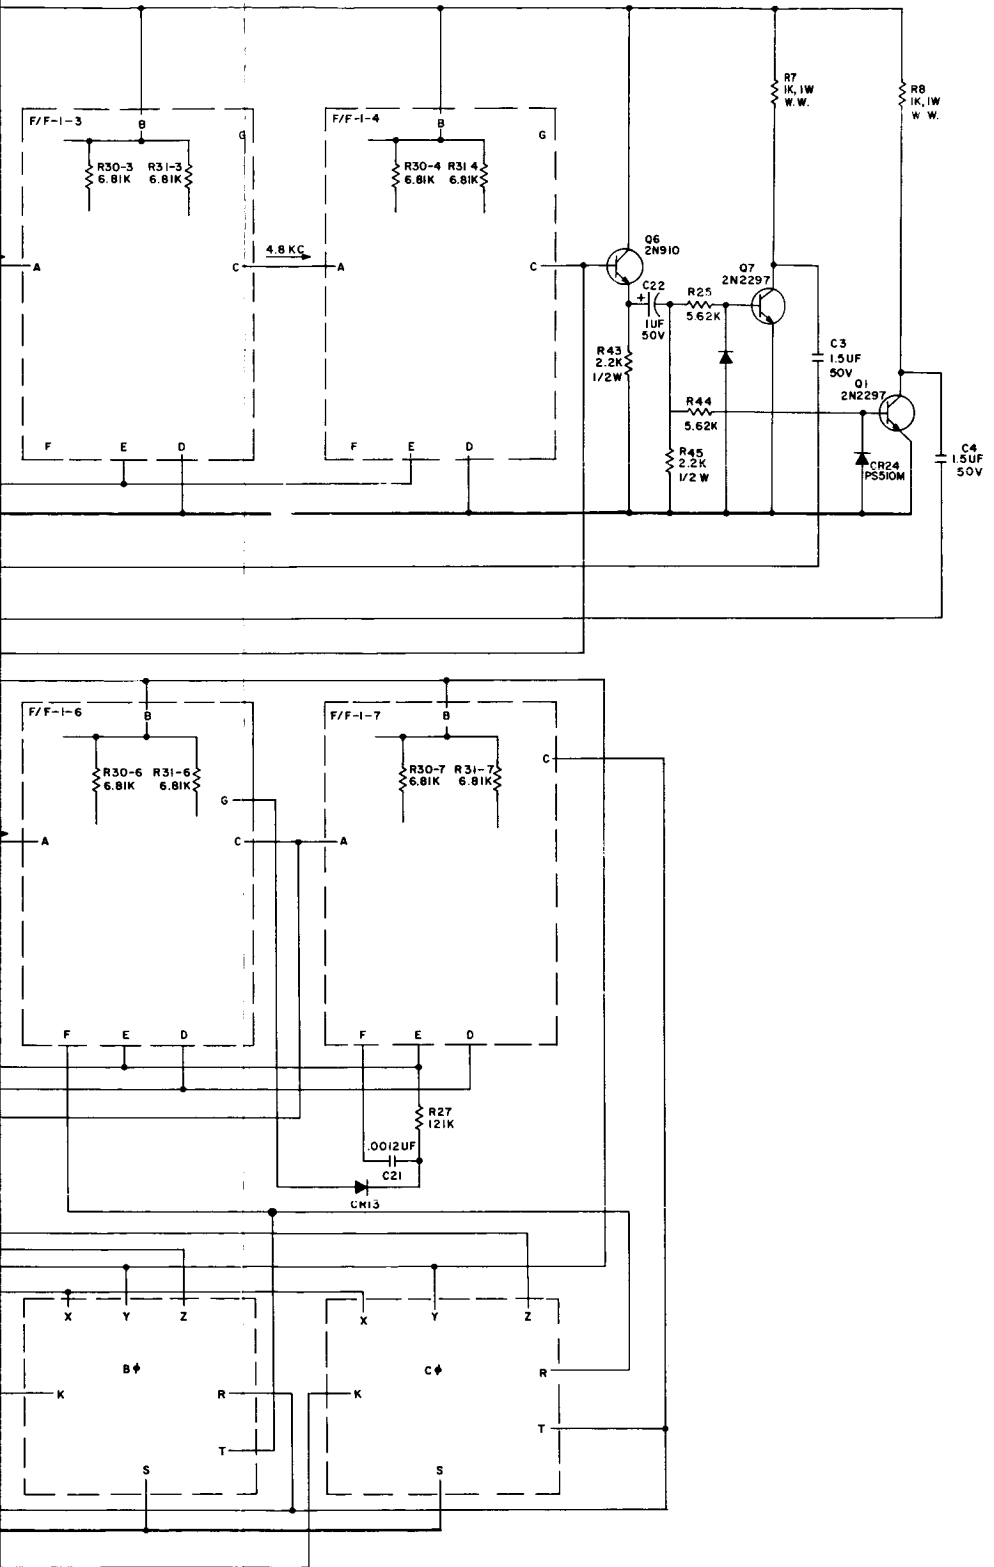 R7
1K, 1W
W.W.
R8
1K, 1W
W W.
F/F-1-3
B
G
R30-3
6.81K
R31-3
6.81K
A
C
F
E
D
4.8 KC
F/F-1-4
B
G
R30-4
6.81K
R31 4
6.81K
A
C
F
E
D
Q6
2N910
+
C22
1UF
50V
R25
5.62K
Q7
2N2297
R43
2.2K
1/2W
R44
5.62K
R45
2.2K
1/2 W
C3
1.5UF
50V
Q1
2N2297
CR24
PS510M
C4
1.5UF
50V
F/F-1-6
B
R30-6
6.81K
R31-6
6.81K
G
A
C
F
E
D
F/F-1-7
B
C
R30-7
6.81K
R31-7
6.81K
A
F
E
D
R27
121K
.0012UF
C21
CR13
X
Y
Z
Bϕ
K
R
T
S
X
Y
Z
Cϕ
K
R
T
S